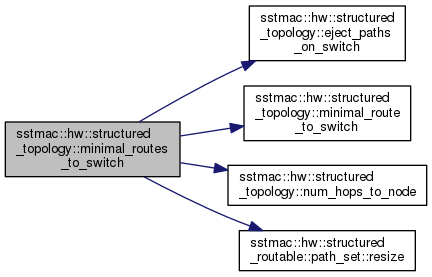 sstmac::hw::structured
_topology::minimal_routes
_to_switch
sstmac::hw::structured
_topology::eject_paths
_on_switch
sstmac::hw::structured
_topology::minimal_route
_to_switch
sstmac::hw::structured
_topology::num_hops_to_node
sstmac::hw::structured
_routable::path_set::resize